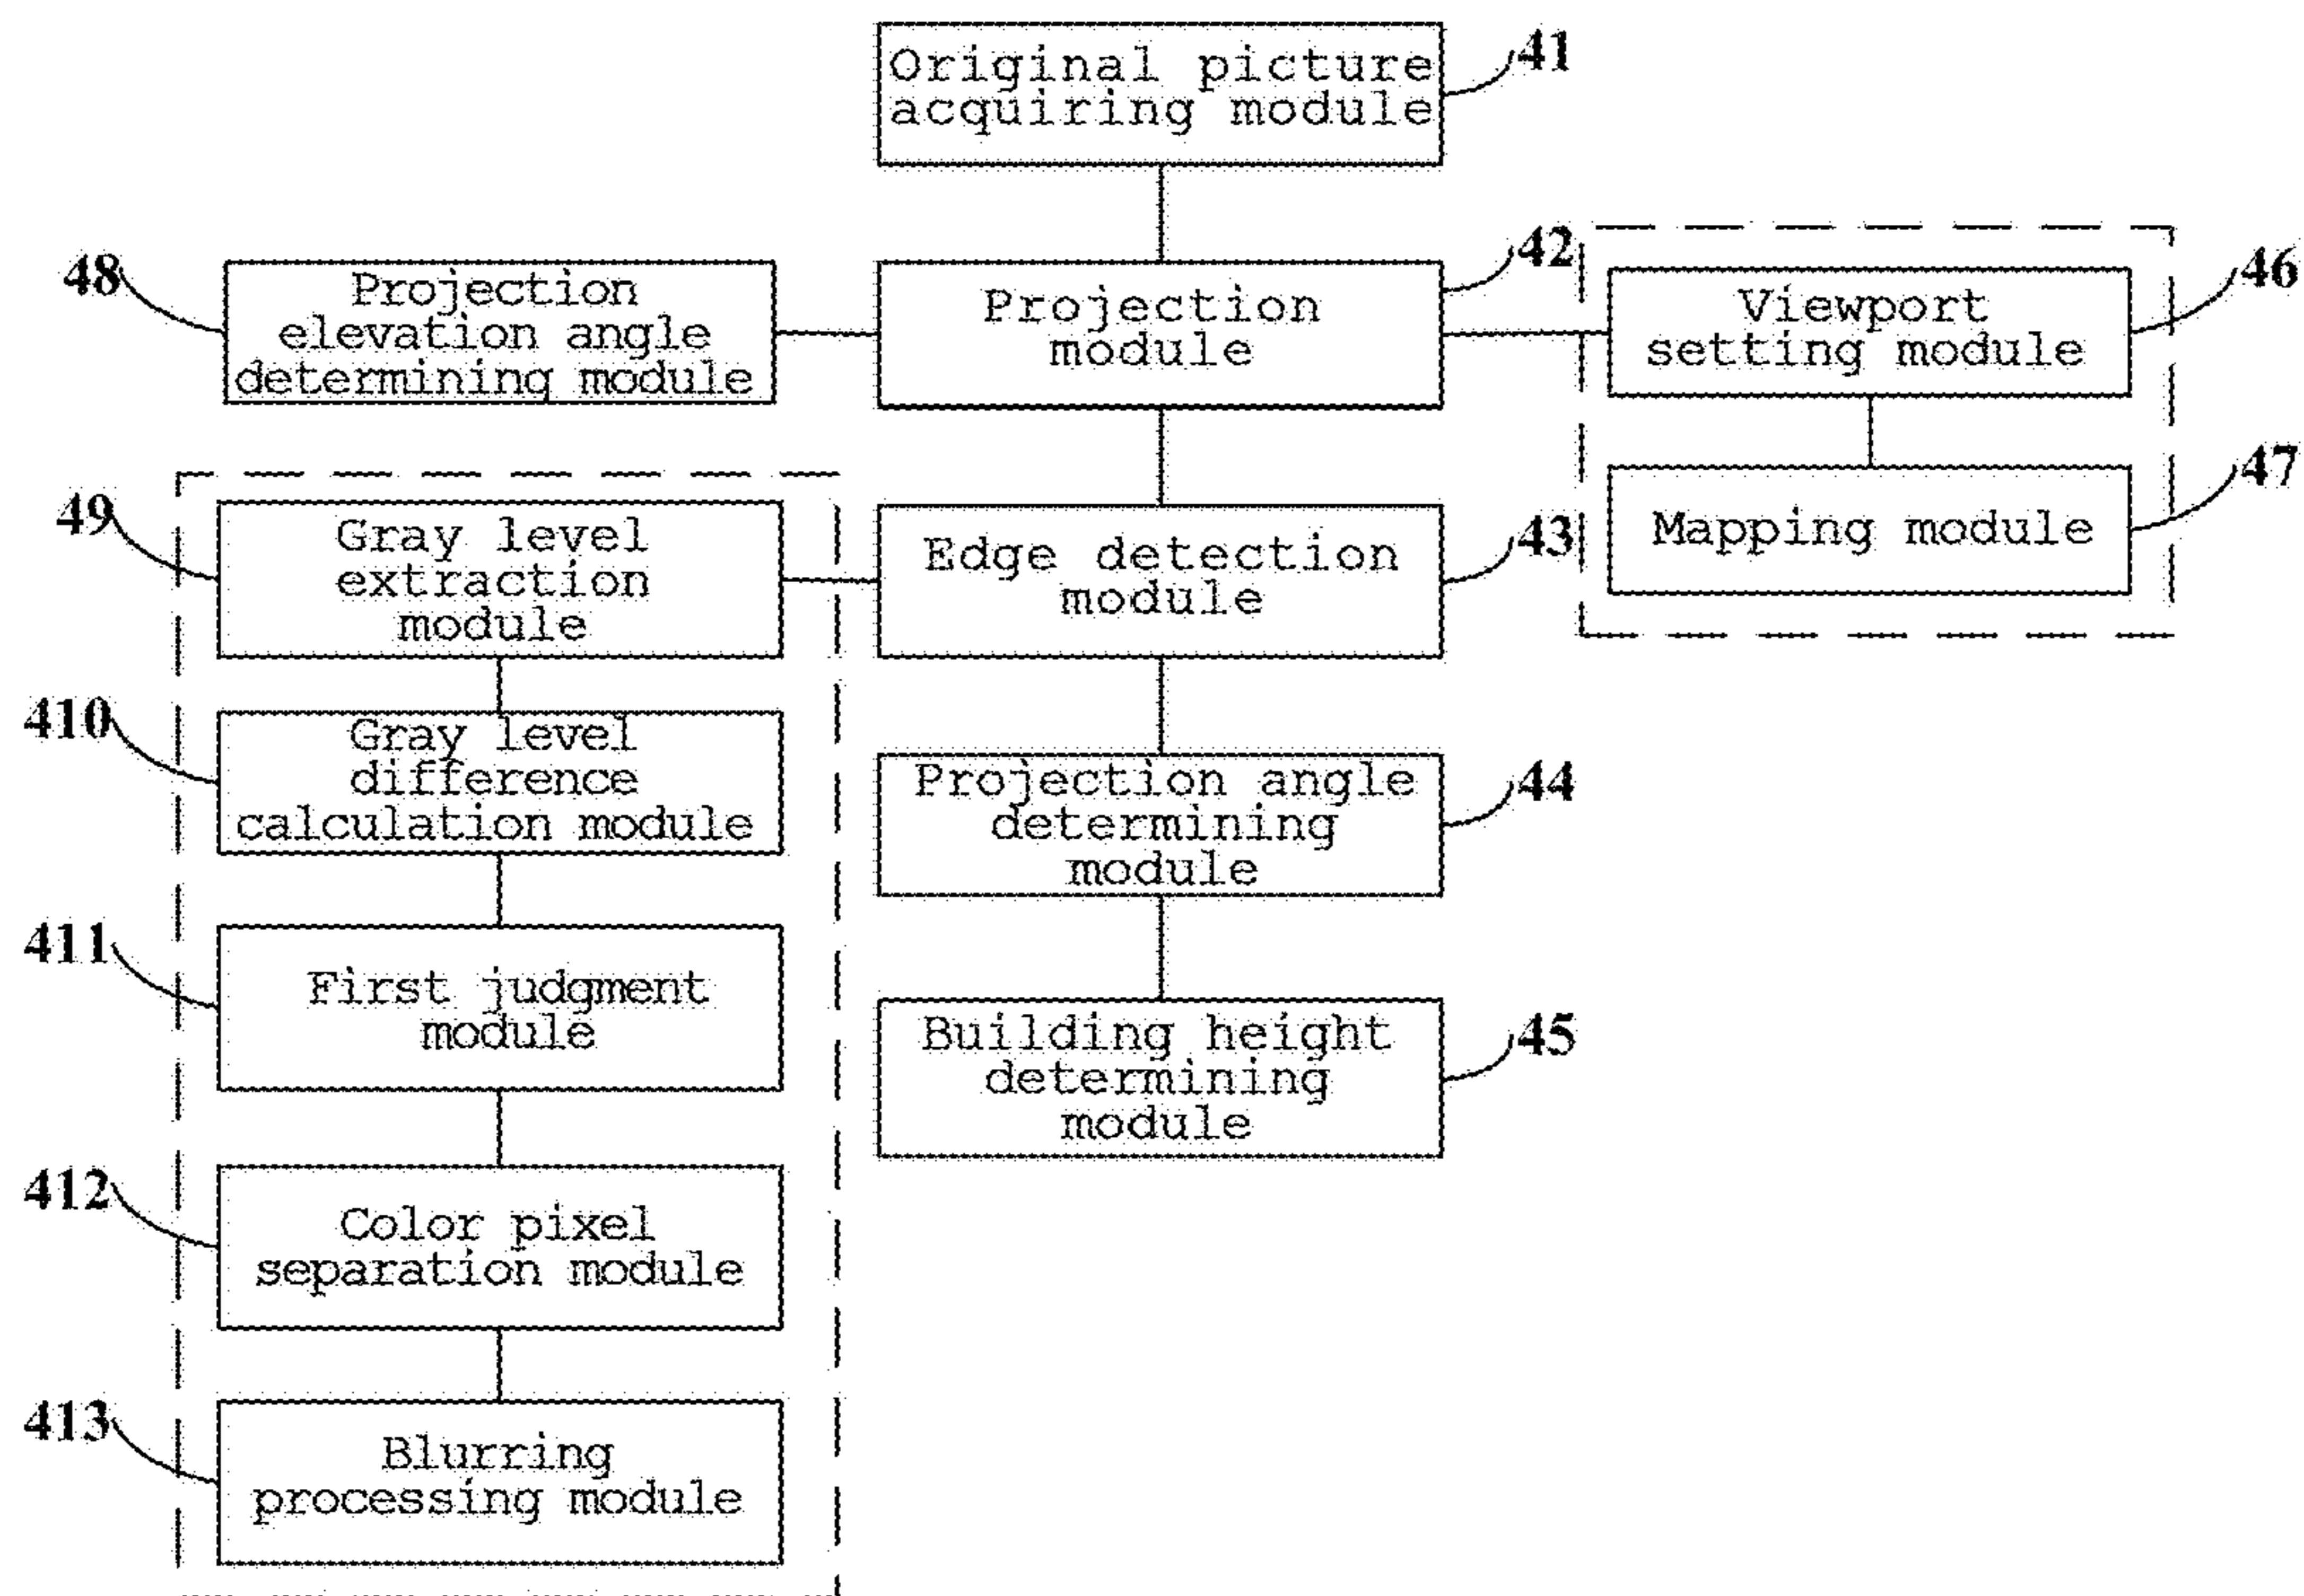 Original picture
acquiring module
41
48
Projection
elevation angle
determining module
Projection
module
42
Viewport
setting module
46
Mapping module
47
49
Gray level
extraction
module
Edge detection
module
43
410
Gray level
difference
calculation module
Projection angle
determining
module
44
411
First judgment
module
Building height
determining
module
45
412
Color pixel
separation module
413
Blurring
processing module